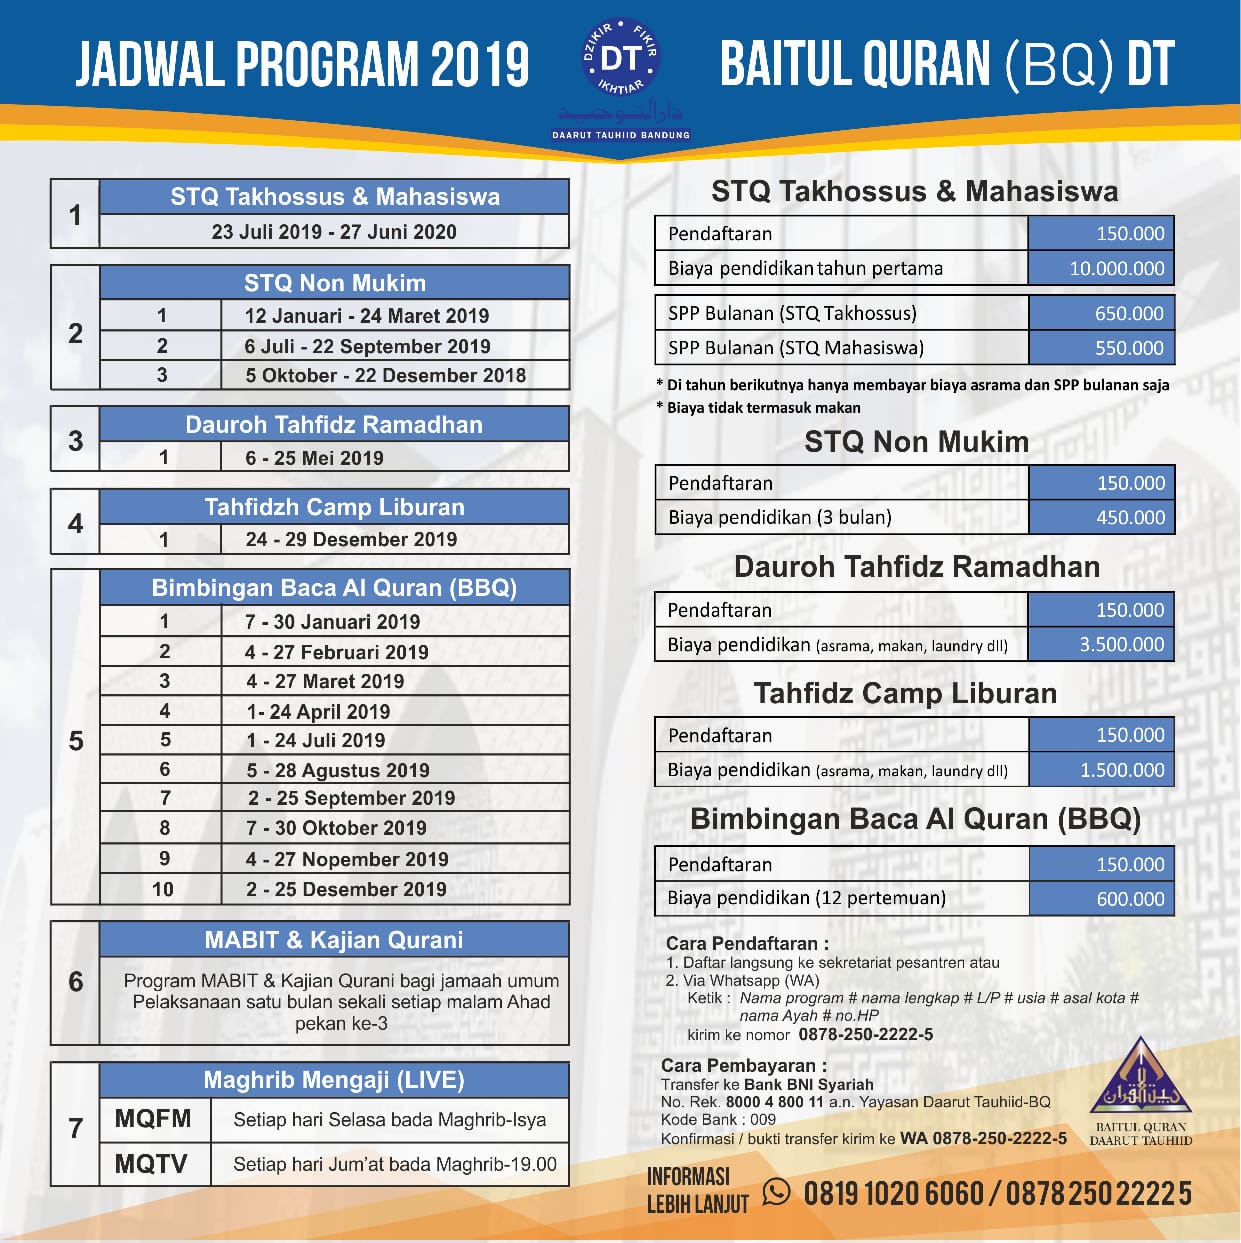 JADWAL PROGRAM 2019
DZIKIR • FIKIR • IKHTIAR •
DT
دارالتوحيد
DAARUT TAUHIID BANDUNG
BAITUL QURAN (BQ) DT
1
STQ Takhossus & Mahasiswa
23 Juli 2019 - 27 Juni 2020
2
STQ Non Mukim
1 12 Januari - 24 Maret 2019
2 6 Juli - 22 September 2019
3 5 Oktober - 22 Desember 2018
3
Dauroh Tahfidz Ramadhan
1 6 - 25 Mei 2019
4
Tahfidzh Camp Liburan
1 24 - 29 Desember 2019
5
Bimbingan Baca Al Quran (BBQ)
1 7 - 30 Januari 2019
2 4 - 27 Februari 2019
3 4 - 27 Maret 2019
4 1- 24 April 2019
5 1 - 24 Juli 2019
6 5 - 28 Agustus 2019
7 2 - 25 September 2019
8 7 - 30 Oktober 2019
9 4 - 27 Nopember 2019
10 2 - 25 Desember 2019
6
MABIT & Kajian Qurani
Program MABIT & Kajian Qurani bagi jamaah umum
Pelaksanaan satu bulan sekali setiap malam Ahad
pekan ke-3
7
Maghrib Mengaji (LIVE)
MQFM Setiap hari Selasa bada Maghrib-Isya
MQTV Setiap hari Jum'at bada Maghrib-19.00
STQ Takhossus & Mahasiswa
Pendaftaran 150.000
Biaya pendidikan tahun pertama 10.000.000
SPP Bulanan (STQ Takhossus) 650.000
SPP Bulanan (STQ Mahasiswa) 550.000
* Di tahun berikutnya hanya membayar biaya asrama dan SPP bulanan saja
* Biaya tidak termasuk makan
STQ Non Mukim
Pendaftaran 150.000
Biaya pendidikan (3 bulan) 450.000
Dauroh Tahfidz Ramadhan
Pendaftaran 150.000
Biaya pendidikan (asrama, makan, laundry dll) 3.500.000
Tahfidz Camp Liburan
Pendaftaran 150.000
Biaya pendidikan (asrama, makan, laundry dll) 1.500.000
Bimbingan Baca Al Quran (BBQ)
Pendaftaran 150.000
Biaya pendidikan (12 pertemuan) 600.000
Cara Pendaftaran :
1. Daftar langsung ke sekretariat pesantren atau
2. Via Whatsapp (WA)
Ketik : Nama program # nama lengkap # L/P # usia # asal kota #
nama Ayah # no.HP
kirim ke nomor 0878-250-2222-5
Cara Pembayaran :
Transfer ke Bank BNI Syariah
No. Rek. 8000 4 800 11 a.n. Yayasan Daarut Tauhiid-BQ
Kode Bank : 009
Konfirmasi / bukti transfer kirim ke WA 0878-250-2222-5
BAITUL QURAN
DAARUT TAUHIID
INFORMASI
LEBIH LANJUT
0819 1020 6060 / 0878 250 2222 5